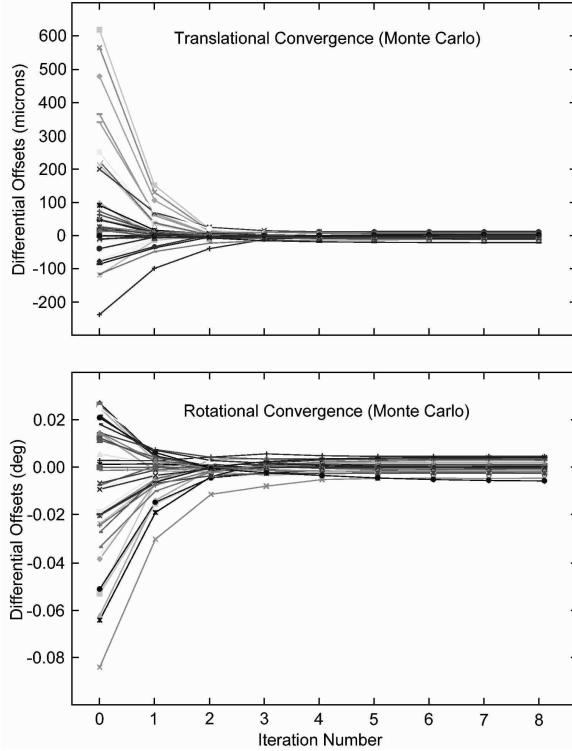 Translational Convergence (Monte Carlo)
Differential Offsets (microns)
600
500
400
300
200
100
0
-100
-200
Rotational Convergence (Monte Carlo)
Differential Offsets (deg)
0.02
0.00
-0.02
-0.04
-0.06
-0.08
0 1 2 3 4 5 6 7 8
Iteration Number